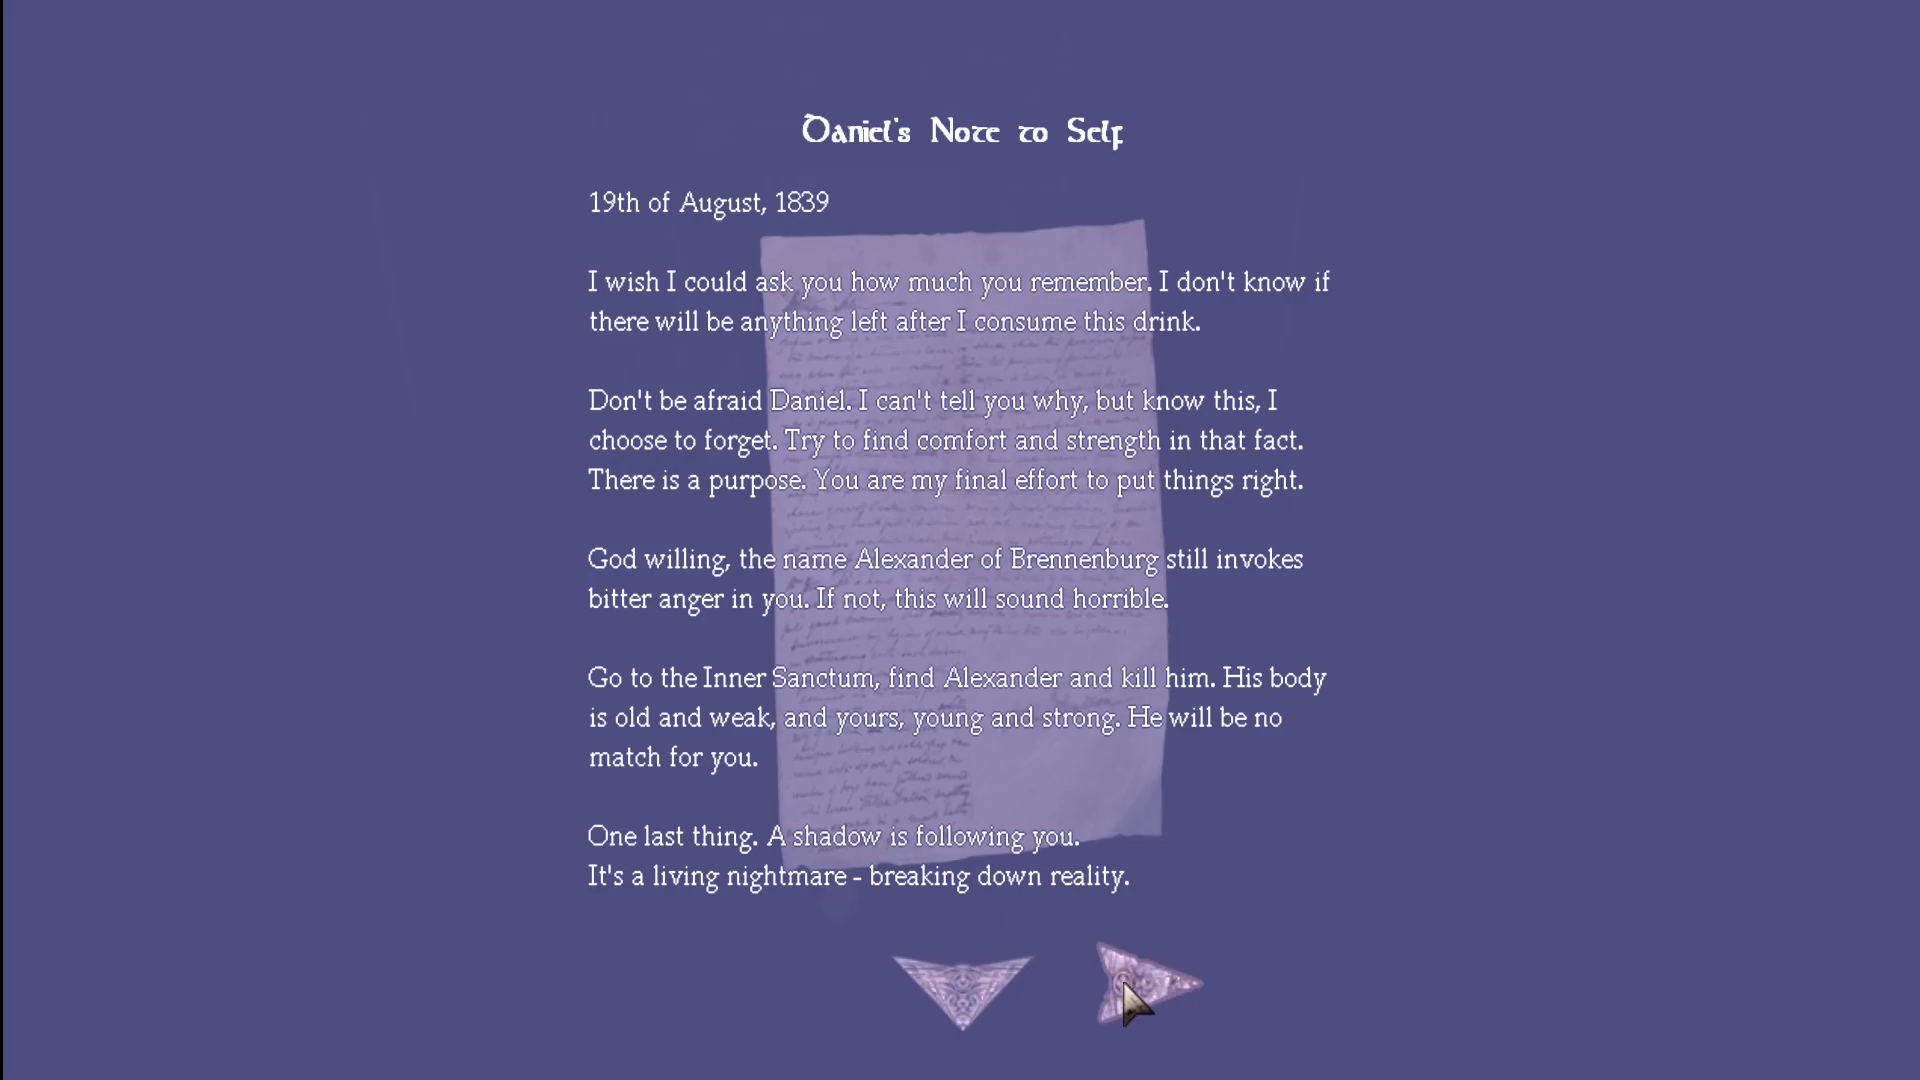 Daniel's Note to Self
19th of August, 1839
I wish I could ask you how much you remember. I don't know if
there will be anything left after I consume this drink.
Don't be afraid Daniel. I can't tell you why, but know this, I
choose to forget. Try to find comfort and strength in that fact.
There is a purpose. You are my final effort to put things right.
God willing, the name Alexander of Brennenburg still invokes
bitter anger in you. If not, this will sound horrible.
Go to the Inner Sanctum, find Alexander and kill him. His body
is old and weak, and yours, young and strong. He will be no
match for you.
One last thing. A shadow is following you.
It's a living nightmare - breaking down reality.